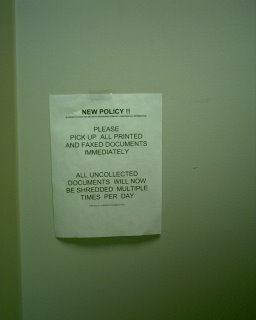 NEW POLICY !!
PLEASE
PICK UP ALL PRINTED
AND FAXED DOCUMENTS
IMMEDIATELY
ALL UNCOLLECTED
DOCUMENTS WILL NOW
BE SHREDDED MULTIPLE
TIMES PER DAY